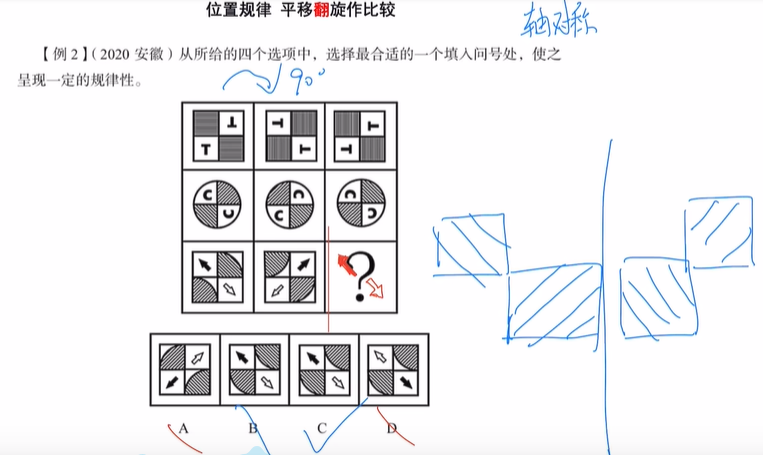 位置规律 平移翻旋作比较
轴对称
【例2】(2020 安徽)从所给的四个选项中，选择最合适的一个填入问号处，使之
呈现一定的规律性。
90°
T T T T T T
C C C C C C
?
A B C D